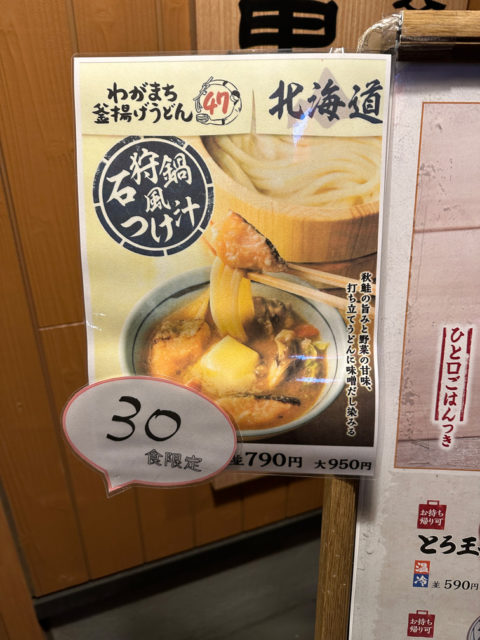 わがまち
釜揚げうどん
47
北海道
石狩鍋風
つけ汁
秋鮭の旨みと野菜の甘味、
打ち立てうどんに味噌だし染みる
30
食限定
並790円 大950円
ひと口ごはんつき
お持ち
帰り可
とろ玉
温
冷
並 590円
お持ち
帰り可